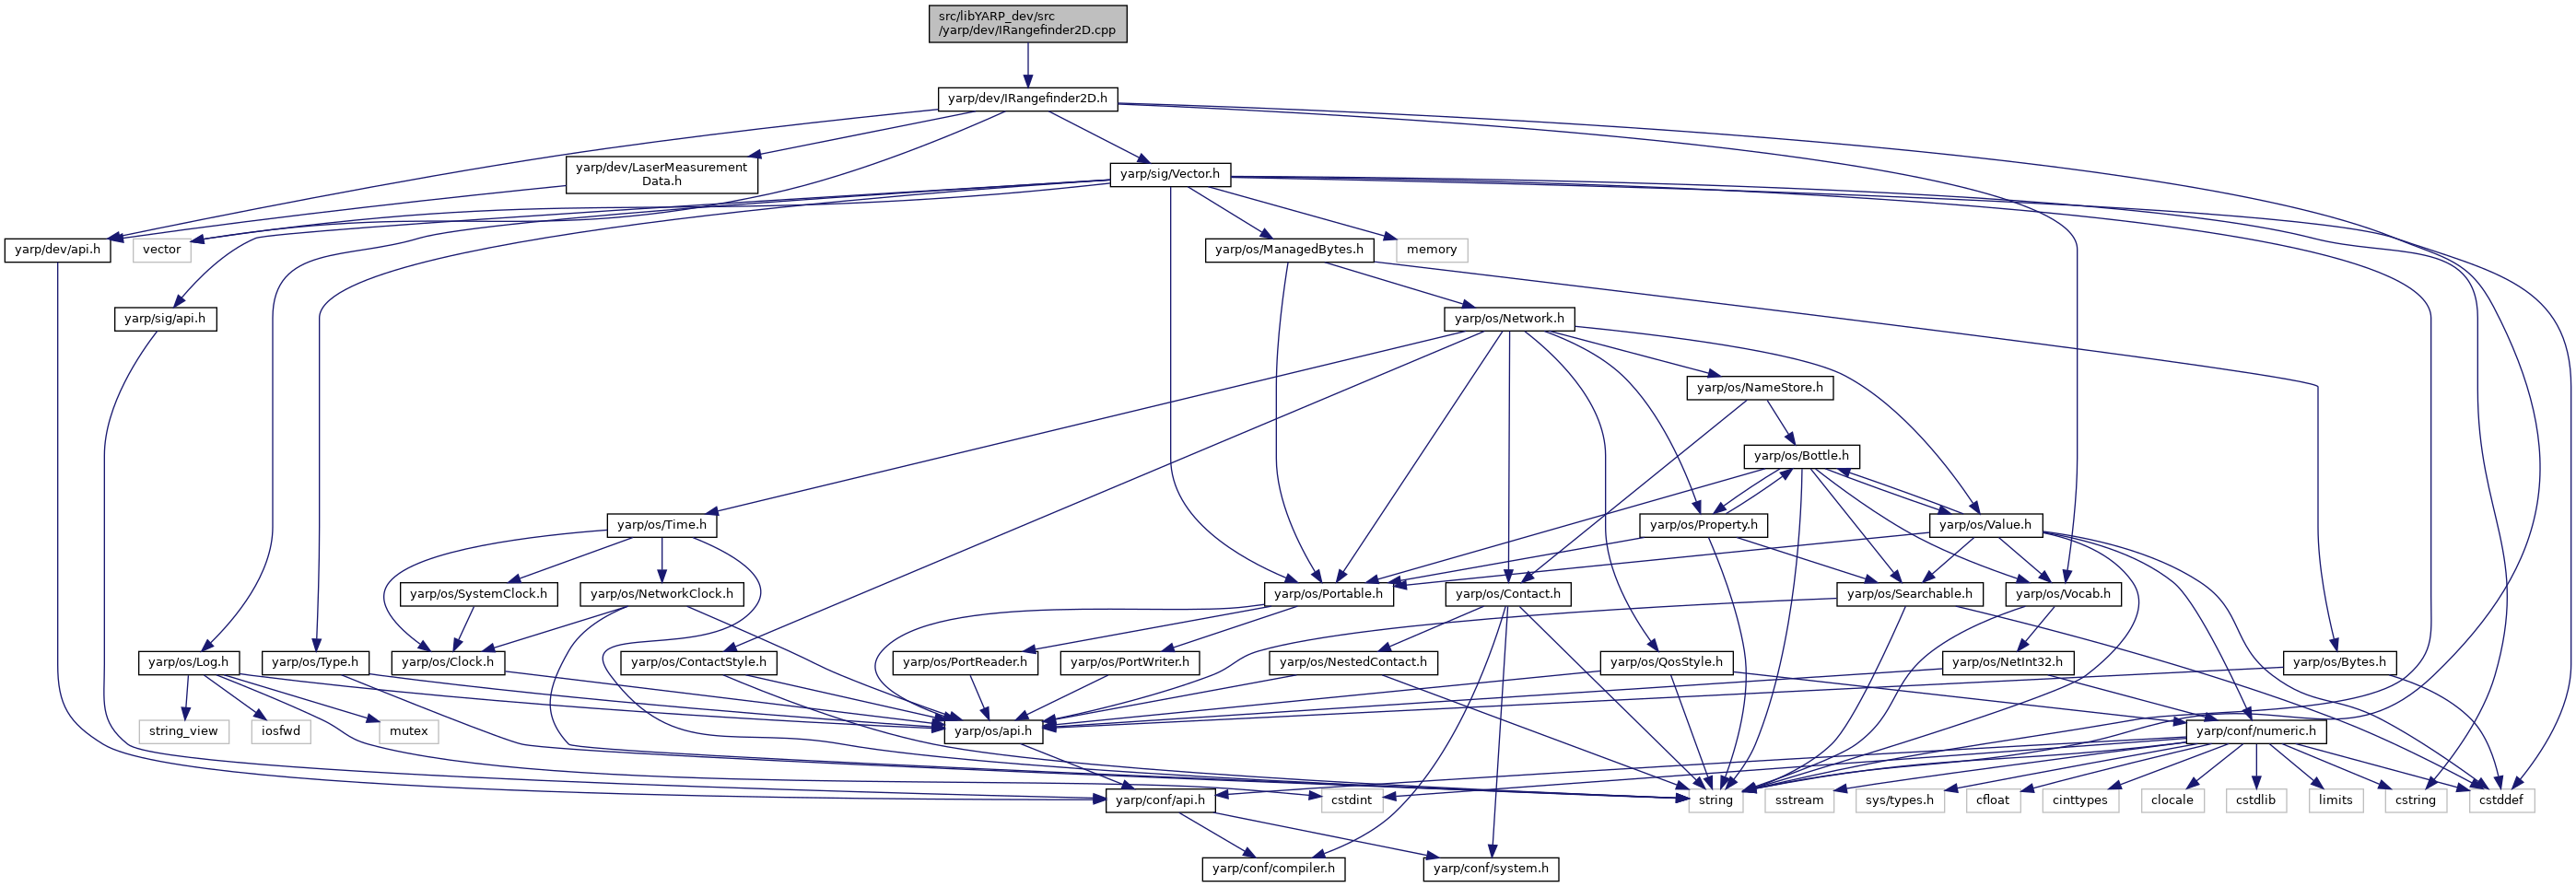 src/libYARP_dev/src
/yarp/dev/IRangefinder2D.cpp
yarp/dev/IRangefinder2D.h
yarp/dev/LaserMeasurement
Data.h
yarp/sig/Vector.h
yarp/dev/api.h
vector
yarp/os/ManagedBytes.h
memory
yarp/sig/api.h
yarp/os/Network.h
yarp/os/NameStore.h
yarp/os/Bottle.h
yarp/os/Time.h
yarp/os/Property.h
yarp/os/Value.h
yarp/os/SystemClock.h
yarp/os/NetworkClock.h
yarp/os/Portable.h
yarp/os/Contact.h
yarp/os/Searchable.h
yarp/os/Vocab.h
yarp/os/Log.h
yarp/os/Type.h
yarp/os/Clock.h
yarp/os/ContactStyle.h
yarp/os/PortReader.h
yarp/os/PortWriter.h
yarp/os/NestedContact.h
yarp/os/QosStyle.h
yarp/os/NetInt32.h
yarp/os/Bytes.h
string_view
iosfwd
mutex
yarp/os/api.h
yarp/conf/numeric.h
yarp/conf/api.h
cstdint
string
sstream
sys/types.h
cfloat
cinttypes
clocale
cstdlib
limits
cstring
cstddef
yarp/conf/compiler.h
yarp/conf/system.h